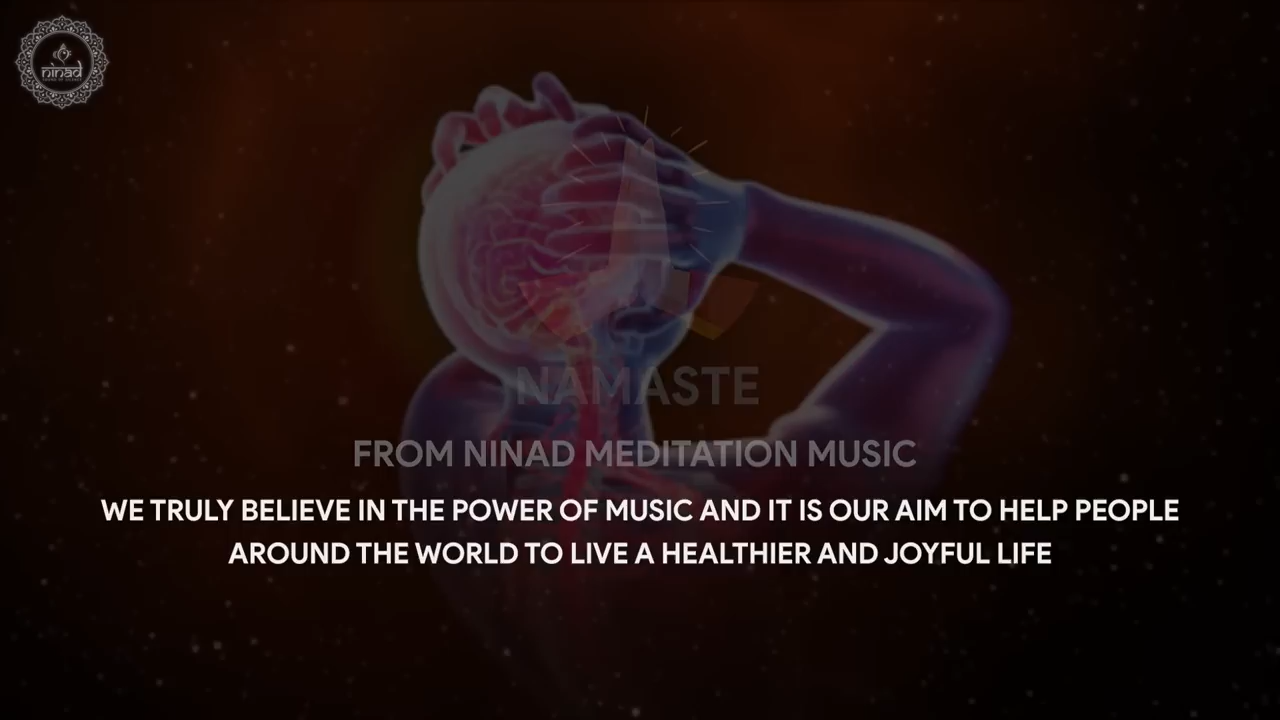 ninad
NAMASTE
FROM NINAD MEDITATION MUSIC
WE TRULY BELIEVE IN THE POWER OF MUSIC AND IT IS OUR AIM TO HELP PEOPLE
AROUND THE WORLD TO LIVE A HEALTHIER AND JOYFUL LIFE